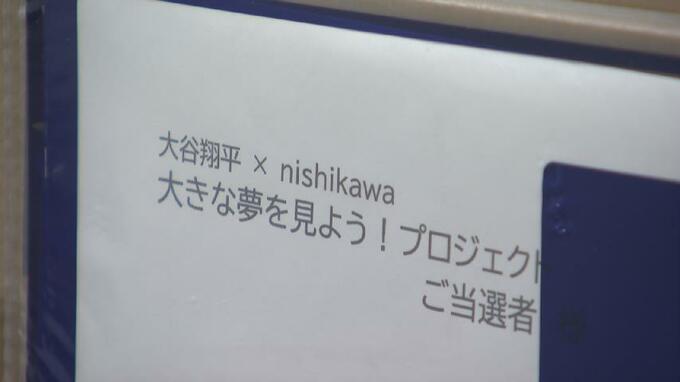 大谷翔平 × nishikawa
大きな夢を見よう！プロジェクト
ご当選者 様